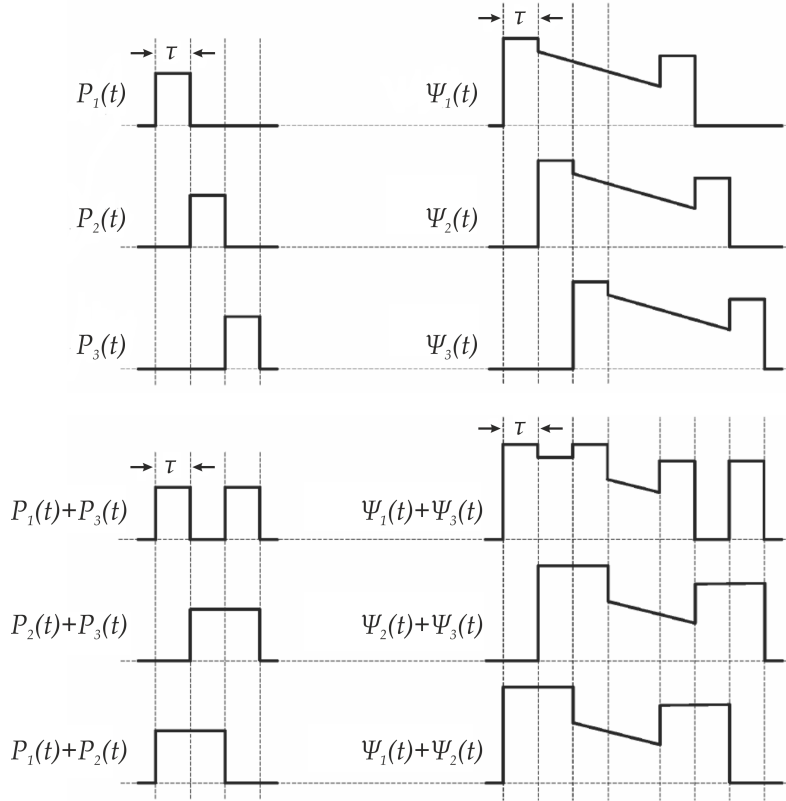 τ τ
P₁(t) Ψ₁(t)
P₂(t) Ψ₂(t)
P₃(t) Ψ₃(t)
τ τ
P₁(t)+P₃(t) Ψ₁(t)+Ψ₃(t)
P₂(t)+P₃(t) Ψ₂(t)+Ψ₃(t)
P₁(t)+P₂(t) Ψ₁(t)+Ψ₂(t)